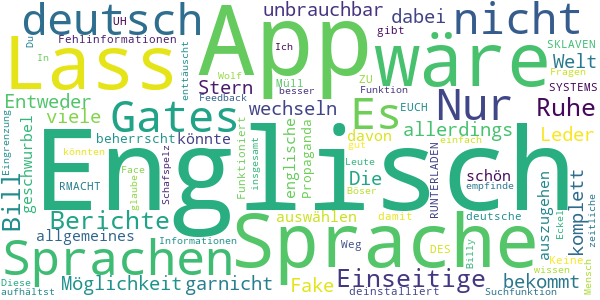 deutsch
UH
Fehlinformationen
Du
In
enttäuscht
Wolf
App
Ich
Feedback
unbrauchbar
gibt
Müll
besser
dabei
ZU
Funktion
nicht
SKLAVEN
Welt
SYSTEMS
Fragen
Lass
wäre
Stern
Entweder
viele
Gates
wechseln
Es
EUCH
Nur
Ruhe
Eingrenzung
geschwurbel
beherrscht
könnte
Funktioniert
insgesamt
englische
Propaganda
davon
gut
Leute
Böser
allerdings
RUNTERLADEN
einfach
Leder
Bill
könnten
RMACHT
Face
glaube
Schafspelz
Englisch
Die
schön
deutsche
empfinde
auszugehen
komplett
Berichte
allgemeines
auswählen
damit
DES
Billy
Eckel
zeitliche
Sprachen
Sprache
Informationen
Weg
Keine
wissen
Mensch
Möglichkeit
garnicht
Fake
Einseitige
bekommt
Diese
aufhältst
deinstalliert
Suchfunktion